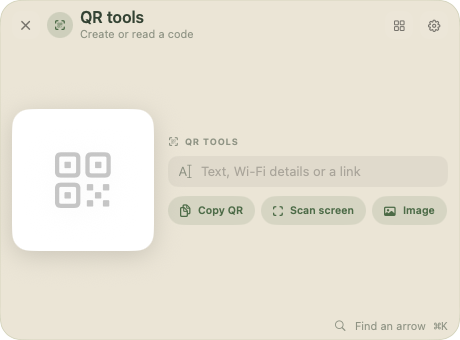 QR tools
Create or read a code
QR TOOLS
Text, Wi-Fi details or a link
Copy QR
Scan screen
Image
Find an arrow ⌘K